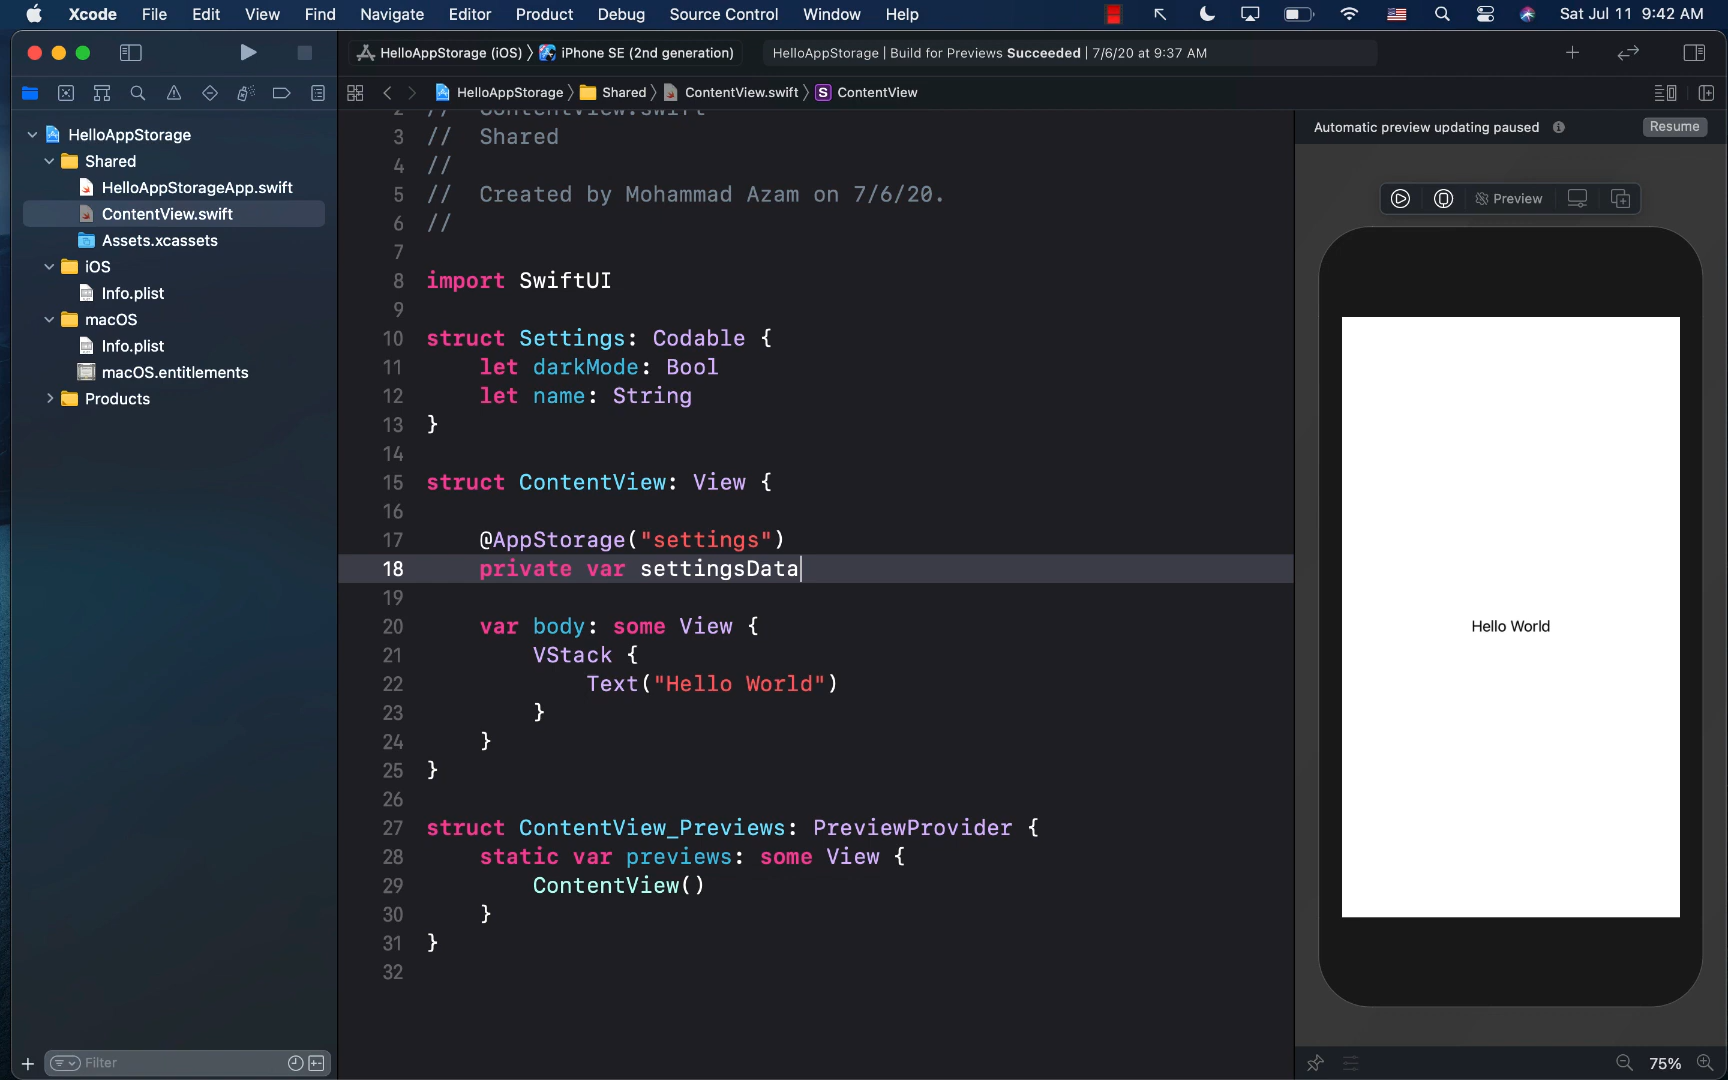 Xcode File Edit View Find Navigate Editor Product Debug Source Control Window Help Sat Jul 11 9:42 AM
HelloAppStorage (iOS) iPhone SE (2nd generation) HelloAppStorage | Build for Previews Succeeded | 7/6/20 at 9:37 AM
HelloAppStorage Shared ContentView.swift S ContentView
HelloAppStorage
Shared
HelloAppStorageApp.swift
ContentView.swift
Assets.xcassets
iOS
Info.plist
macOS
Info.plist
macOS.entitlements
Products
Filter
2 // ContentView.swift
3 // Shared
4 //
5 // Created by Mohammad Azam on 7/6/20.
6 //
7
8 import SwiftUI
9
10 struct Settings: Codable {
11 let darkMode: Bool
12 let name: String
13 }
14
15 struct ContentView: View {
16
17 @AppStorage("settings")
18 private var settingsData
19
20 var body: some View {
21 VStack {
22 Text("Hello World")
23 }
24 }
25 }
26
27 struct ContentView_Previews: PreviewProvider {
28 static var previews: some View {
29 ContentView()
30 }
31 }
32
Automatic preview updating paused Resume
Preview
Hello World
75%